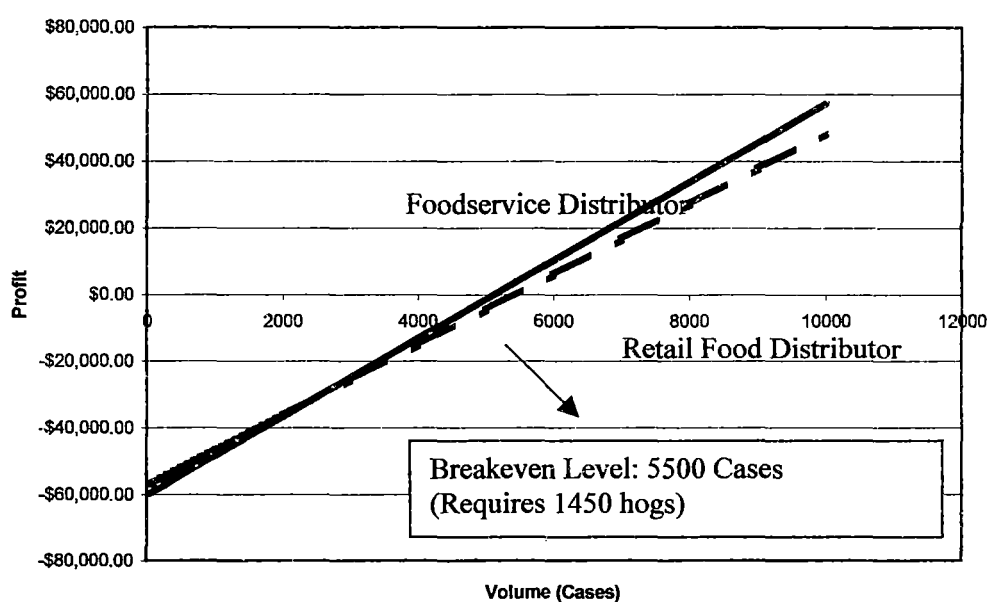 $80,000.00
$60,000.00
$40,000.00
Foodservice Distributor
$20,000.00
Profit
$0.00
0 2000 4000 6000 8000 10000 12000
-$20,000.00
Retail Food Distributor
-$40,000.00
Breakeven Level: 5500 Cases
(Requires 1450 hogs)
-$60,000.00
-$80,000.00
Volume (Cases)